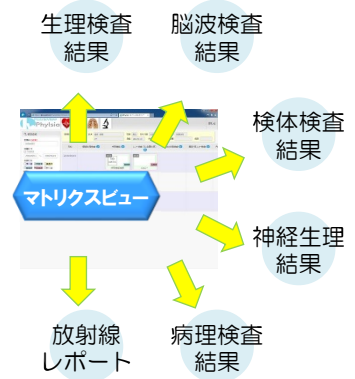 生理検査
結果
脳波検査
結果
Physio
検体検査
結果
マトリクスビュー
神経生理
結果
放射線
レポート
病理検査
結果